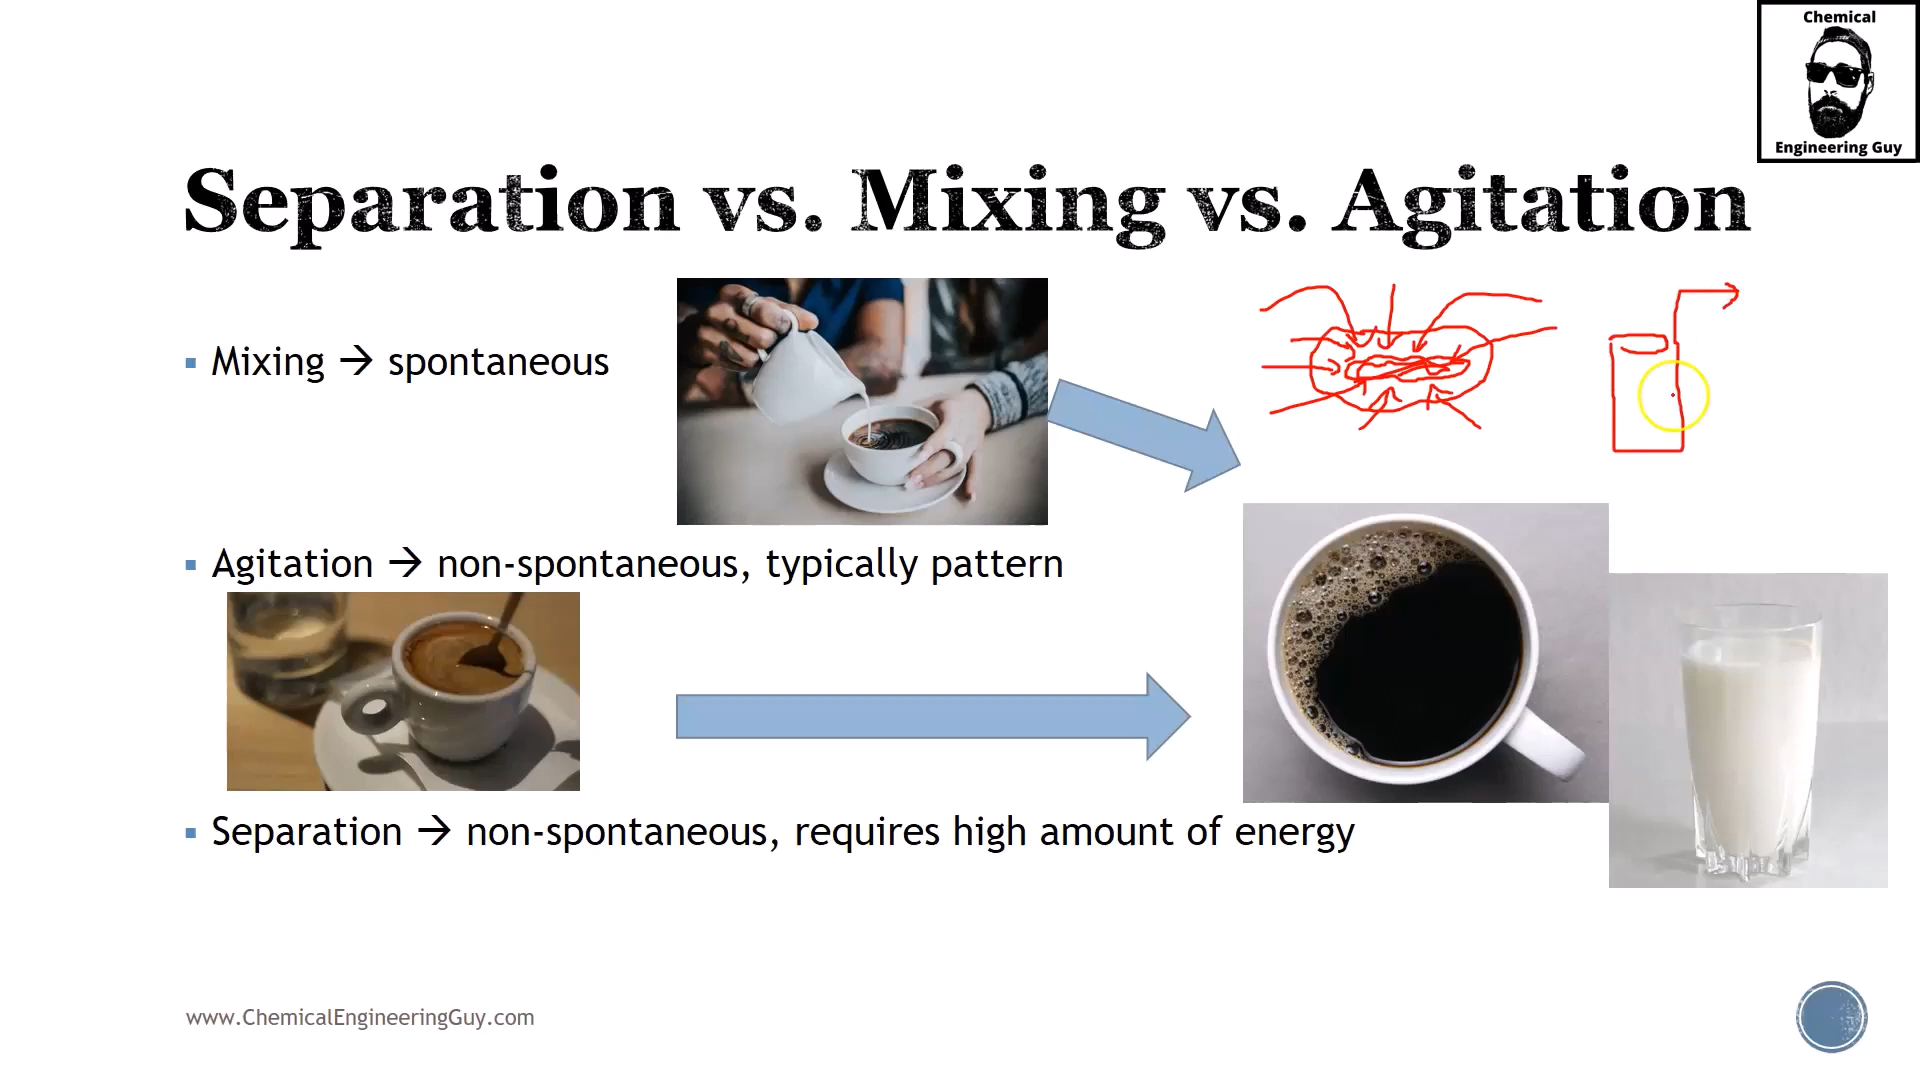 Chemical
Engineering Guy
Separation vs. Mixing vs. Agitation
Mixing → spontaneous
Agitation → non-spontaneous, typically pattern
Separation → non-spontaneous, requires high amount of energy
www.ChemicalEngineeringGuy.com